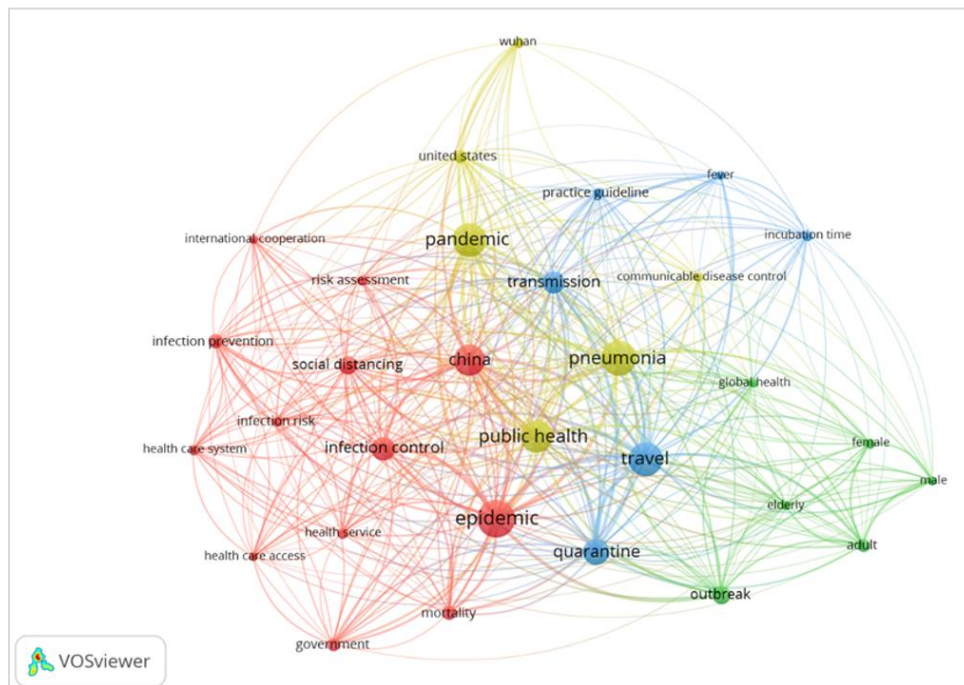 wuhan
united states
fever
practice guideline
international cooperation
pandemic
incubation time
risk assessment
transmission
communicable disease control
infection prevention
social distancing
china
pneumonia
global health
infection risk
health care system
infection control
public health
travel
female
male
epidemic
elderly
health service
health care access
quarantine
adult
mortality
outbreak
government
VOSviewer